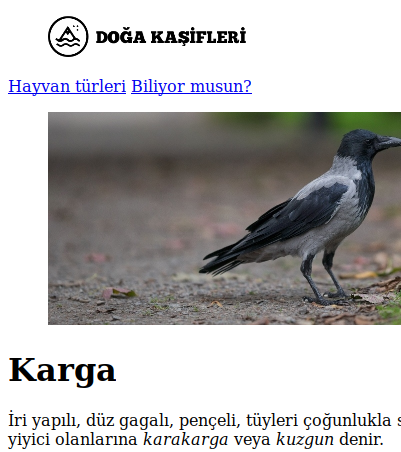 DOĞA KAŞİFLERİ
Hayvan türleri Biliyor musun?
Karga
İri yapılı, düz gagalı, pençeli, tüyleri çoğunlukla
yiyici olanlarına karakarga veya kuzgun denir.